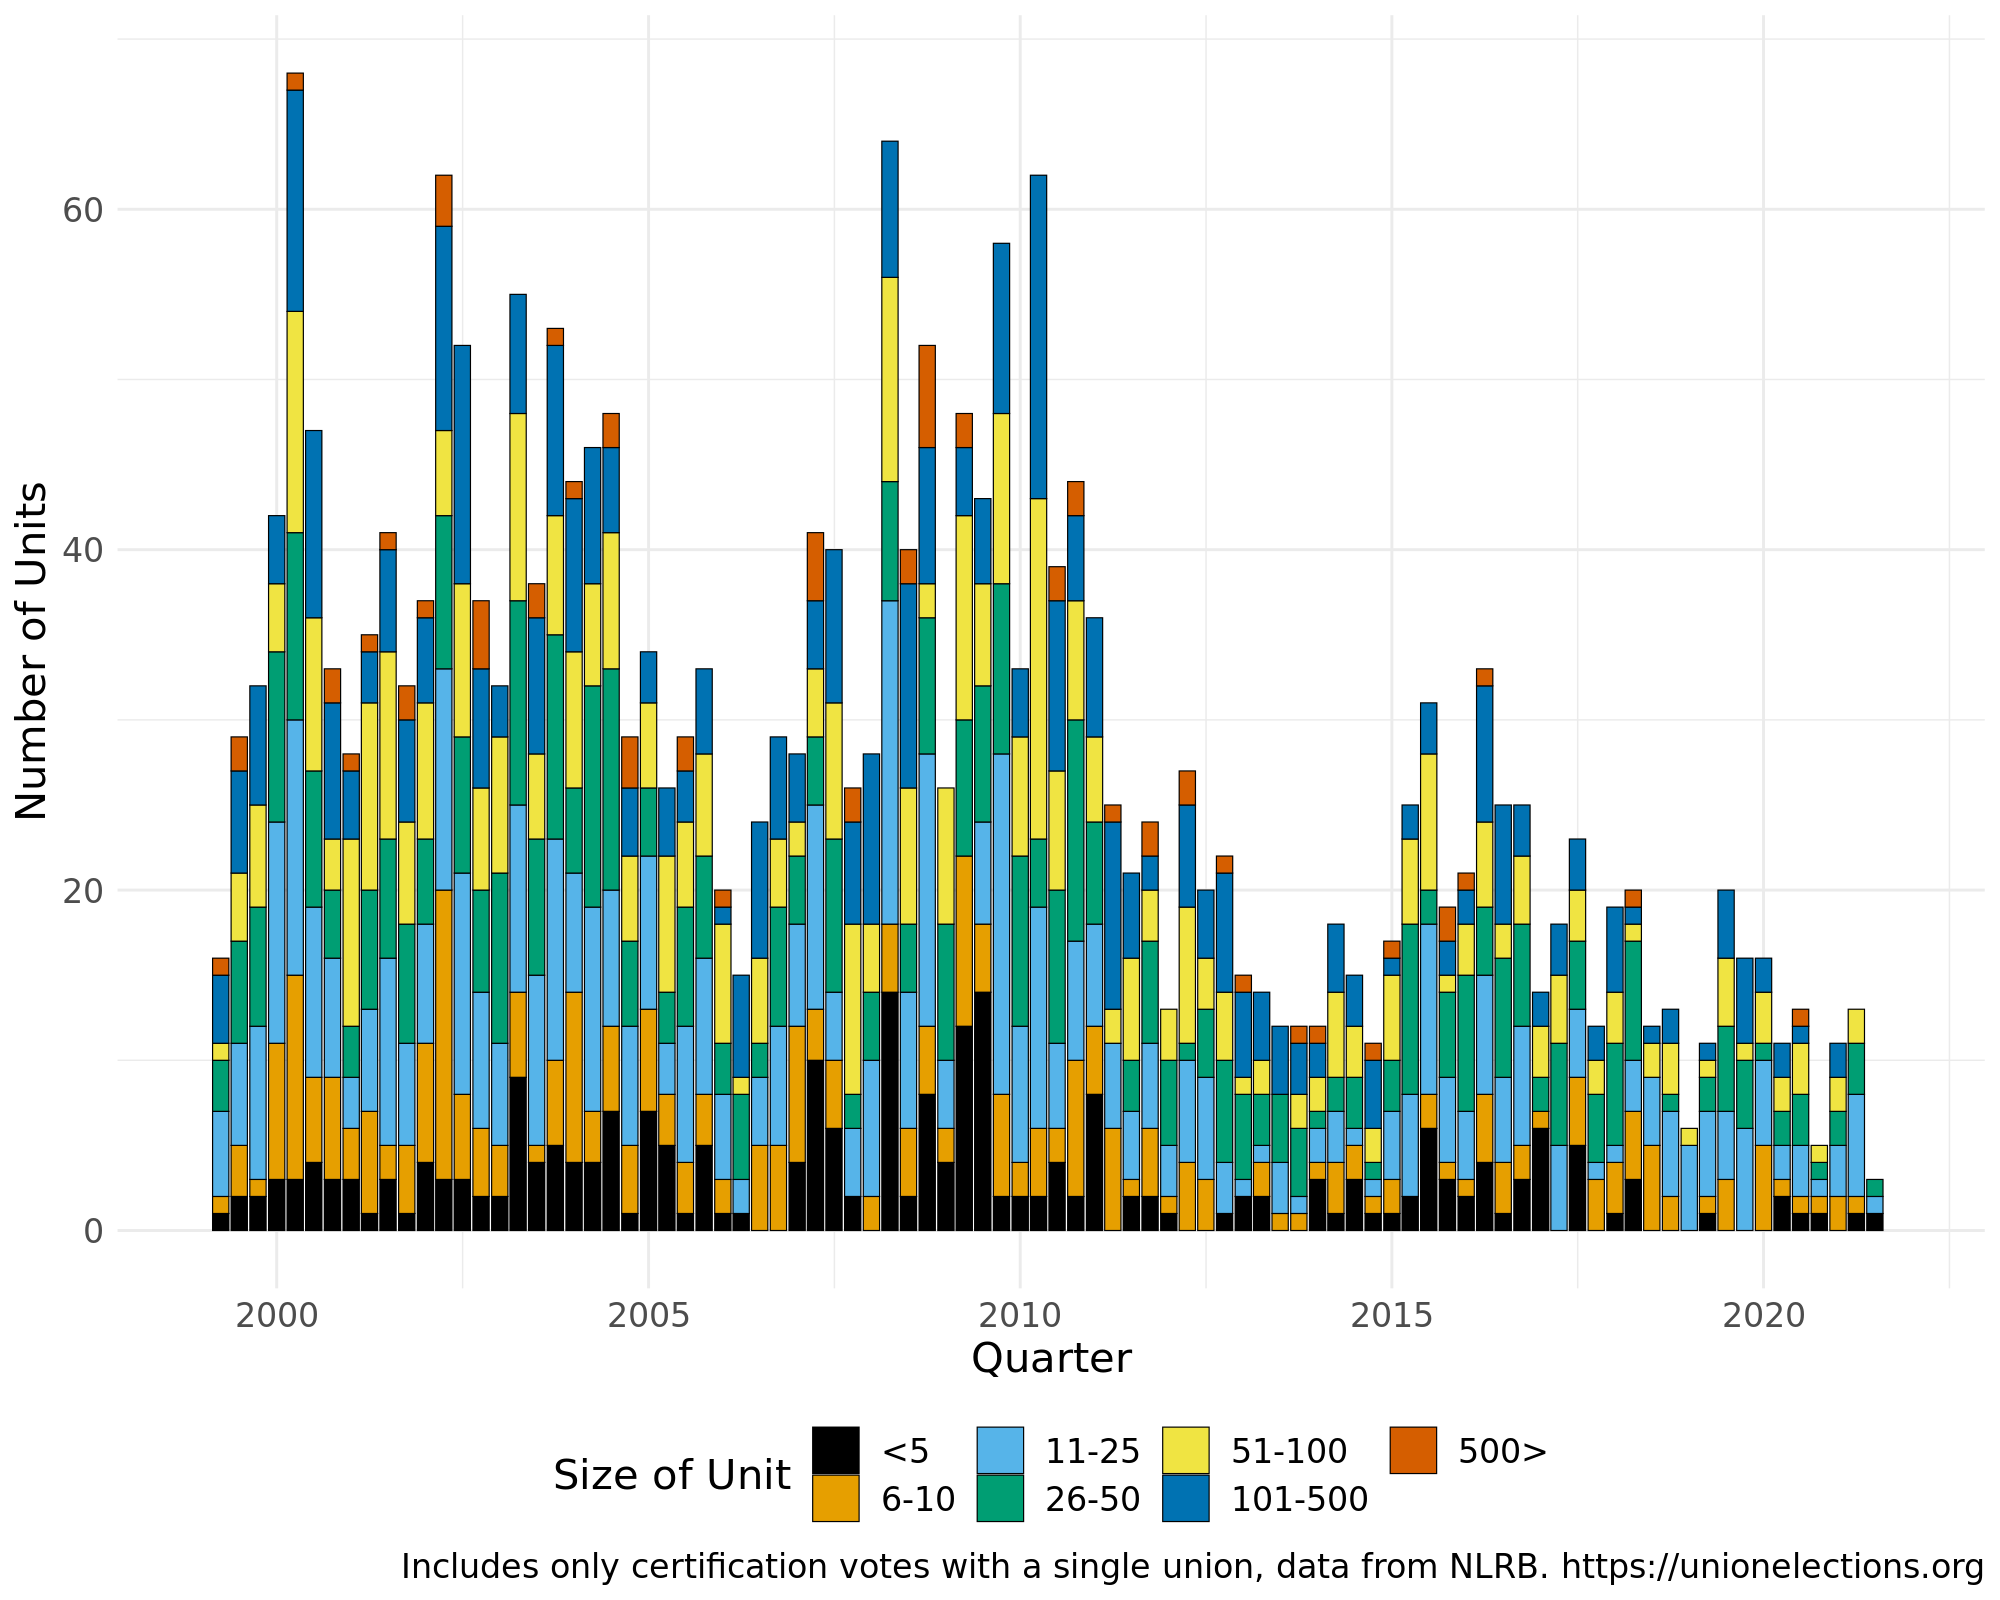 60
40
20
0
Number of Units
2000 2005 2010 2015 2020
Quarter
Size of Unit
<5 11-25 51-100 500>
6-10 26-50 101-500
Includes only certification votes with a single union, data from NLRB. https://unionelections.org